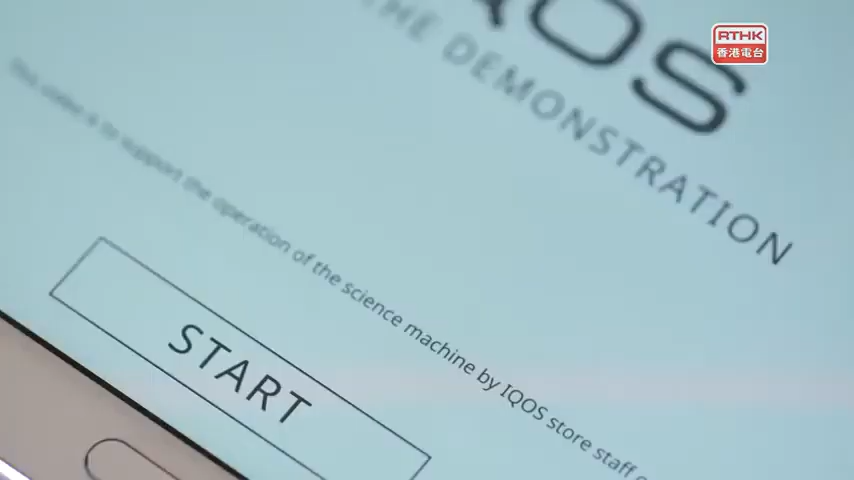 IQOS
THE DEMONSTRATION
This video is to support the operation of the science machine by IQOS store staff
START
RTHK
香港電台